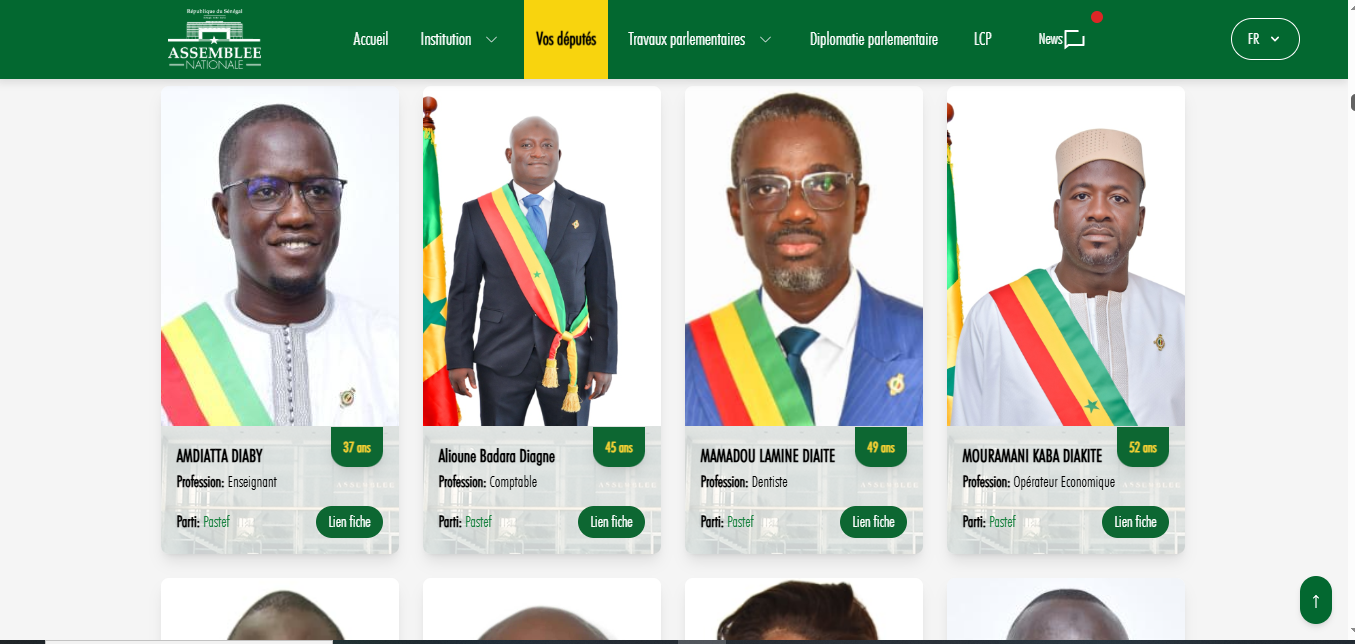 République du Sénégal
ASSEMBLEE
NATIONALE
Accueil
Institution
Vos députés
Travaux parlementaires
Diplomatie parlementaire
LCP
News
FR
37 ans
AMDIATTA DIABY
Profession: Enseignant
Parti: Pastef
Lien fiche
45 ans
Alioune Badara Diagne
Profession: Comptable
Parti: Pastef
Lien fiche
49 ans
MAMADOU LAMINE DIAITE
Profession: Dentiste
Parti: Pastef
Lien fiche
52 ans
MOURAMANI KABA DIAKITE
Profession: Opérateur Economique
Parti: Pastef
Lien fiche